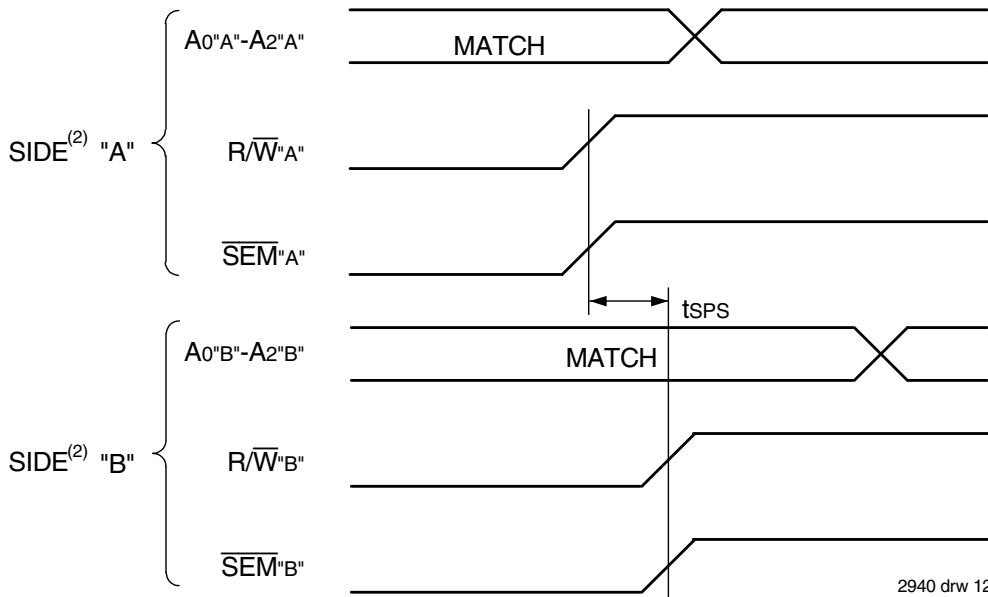 A0"A"-A2"A"
MATCH
SIDE(2) "A"
R/W"A"
SEM"A"
tSPS
A0"B"-A2"B"
MATCH
SIDE(2) "B"
R/W"B"
SEM"B"
2940 drw 12